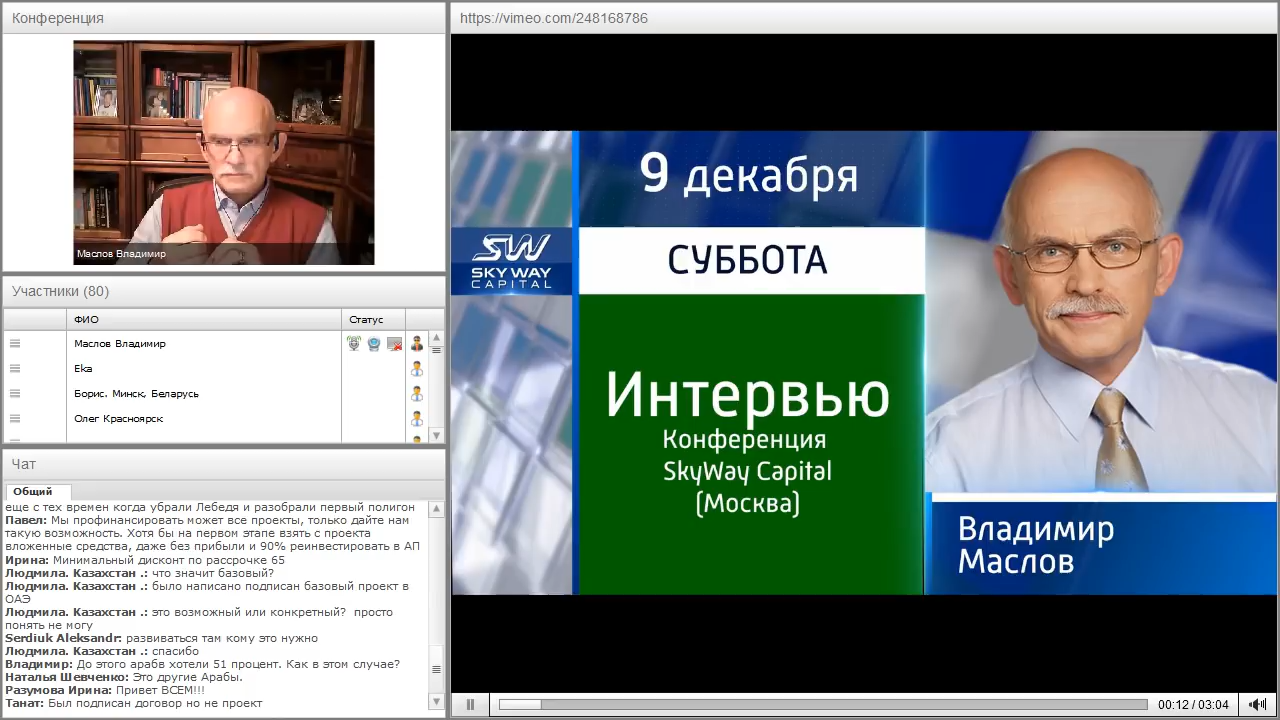 Конференция
Маслов Владимир
Участники (80)
ФИО
Статус
Маслов Владимир
Eka
Борис. Минск, Беларусь
Олег Красноярск
Чат
Общий
еще с тех времен когда убрали Лебедь и разобрали первый полигон
Павел: Мы профинансировать может все проекты, только дайте нам
такую возможность. Хотя бы на первом этапе взять с проекта
вложенные средства, даже без прибыли и 90% реинвестировать в АП
Ирина: Минимальный дисконт по рассрочке 65
Людмила. Казахстан .: что значит базовый?
Людмила. Казахстан .: было написано подписан базовый проект в
ОАЭ
Людмила. Казахстан .: это возможный или конкретный? просто
понять не могу
Serdiuk Aleksandr: развиваться там кому это нужно
Людмила. Казахстан .: спасибо
Владимир: До этого арабв хотели 51 процент. Как в этом случае?
Наталья Шевченко: Это другие Арабы.
Разумова Ирина: Привет ВСЕМ!!!
Танат: Был подписан договор но не проект
https://vimeo.com/248168786
9 декабря
SW
SKY WAY
CAPITAL
СУББОТА
Интервью
Конференция
SkyWay Capital
(Москва)
Владимир
Маслов
00:12 / 03:04